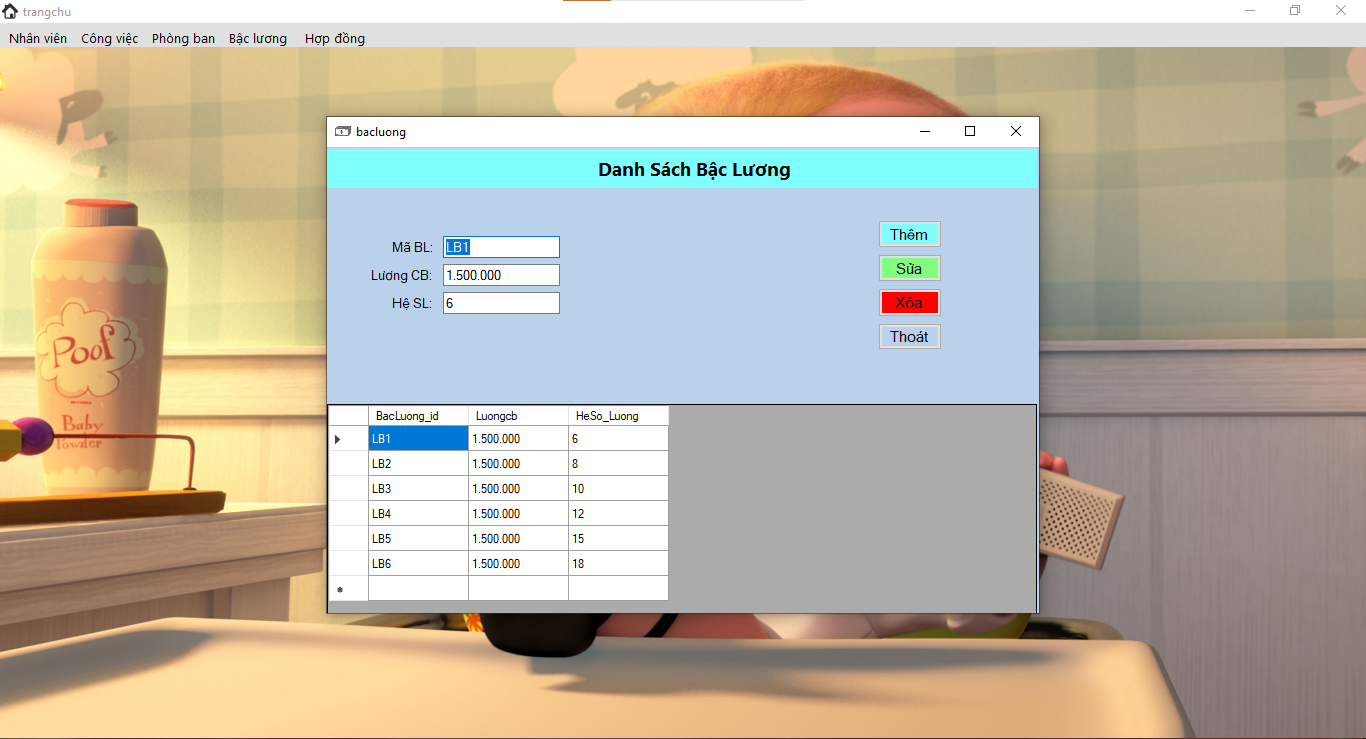 trangchu
Nhân viên Công việc Phòng ban Bậc lương Hợp đồng
bacluong
Danh Sách Bậc Lương
Mã BL: LB1
Lương CB: 1.500.000
Hệ SL: 6
Thêm
Sửa
Xóa
Thoát
BacLuong_id Luongcb HeSo_Luong
LB1 1.500.000 6
LB2 1.500.000 8
LB3 1.500.000 10
LB4 1.500.000 12
LB5 1.500.000 15
LB6 1.500.000 18
Poof
Baby
Powder